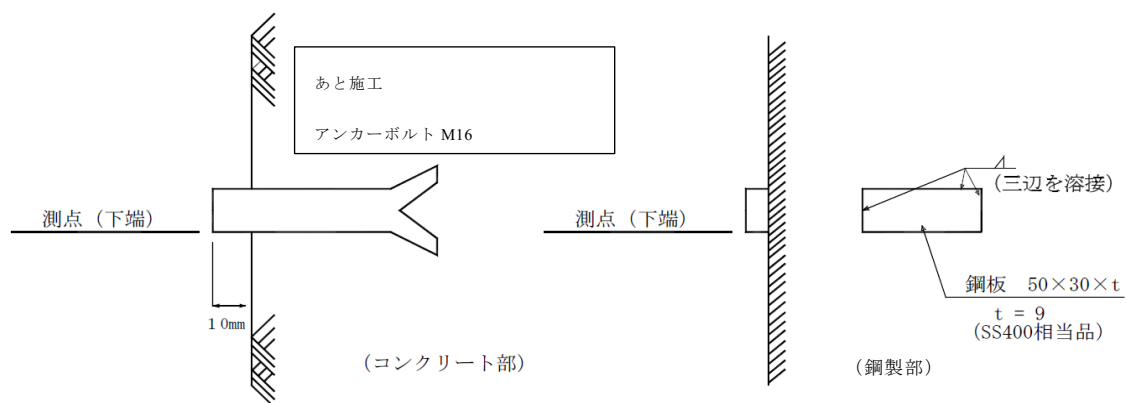 あと施工
アンカーボルト M16
測点（下端）
10mm
（コンクリート部）
測点（下端）
（三辺を溶接）
鋼板 50×30×t
t = 9
（SS400相当品）
（鋼製部）